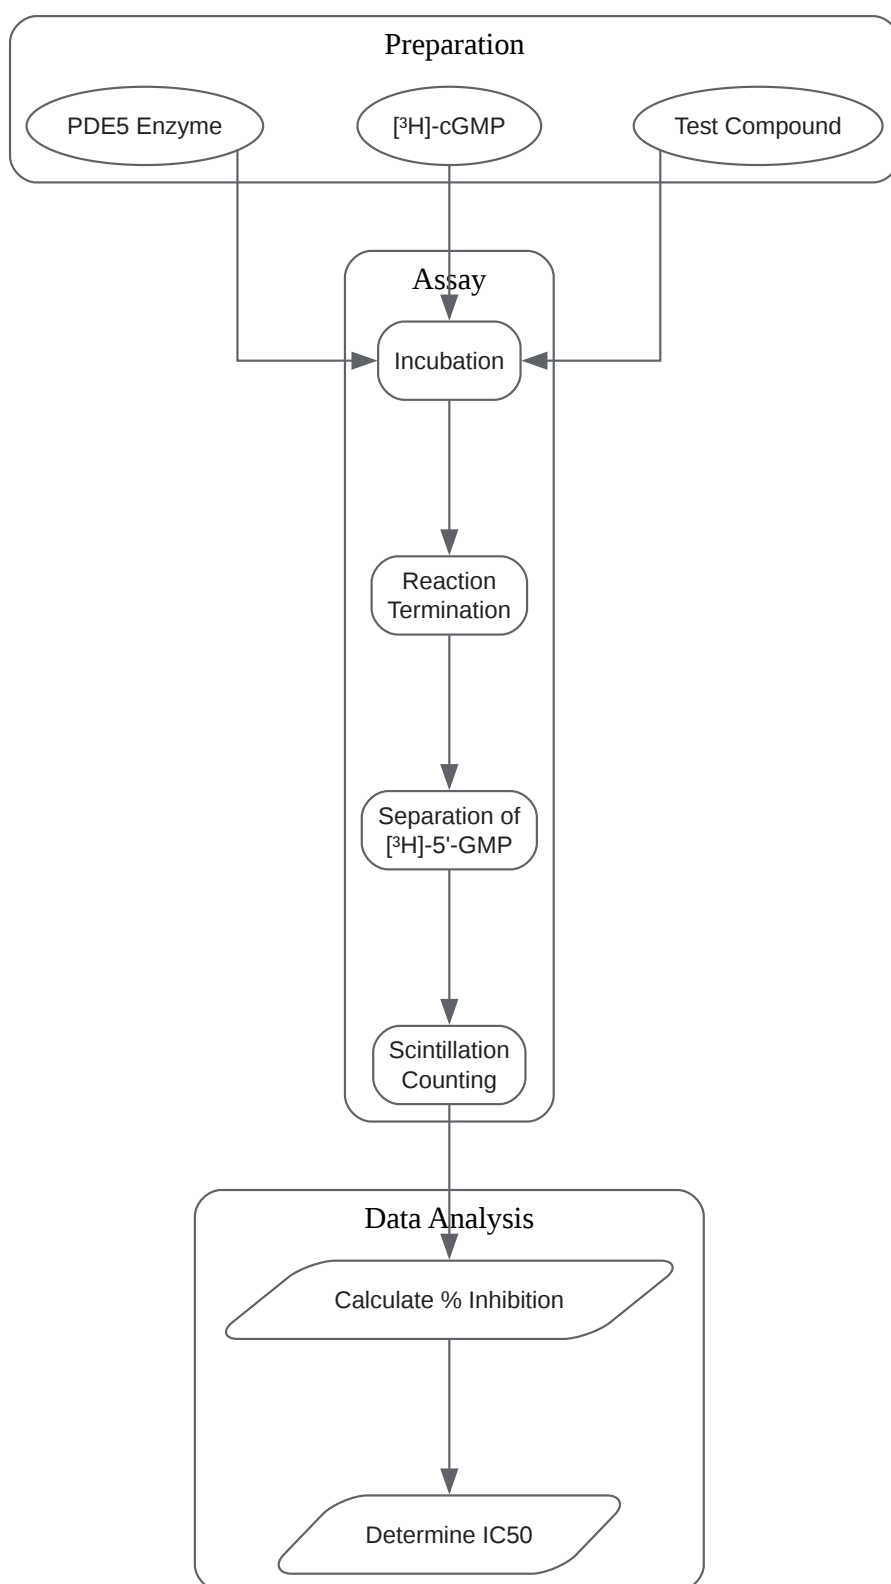 Preparation
PDE5 Enzyme
[³H]-cGMP
Test Compound
Assay
Incubation
Reaction
Termination
Separation of
[³H]-5'-GMP
Scintillation
Counting
Data Analysis
Calculate % Inhibition
Determine IC50